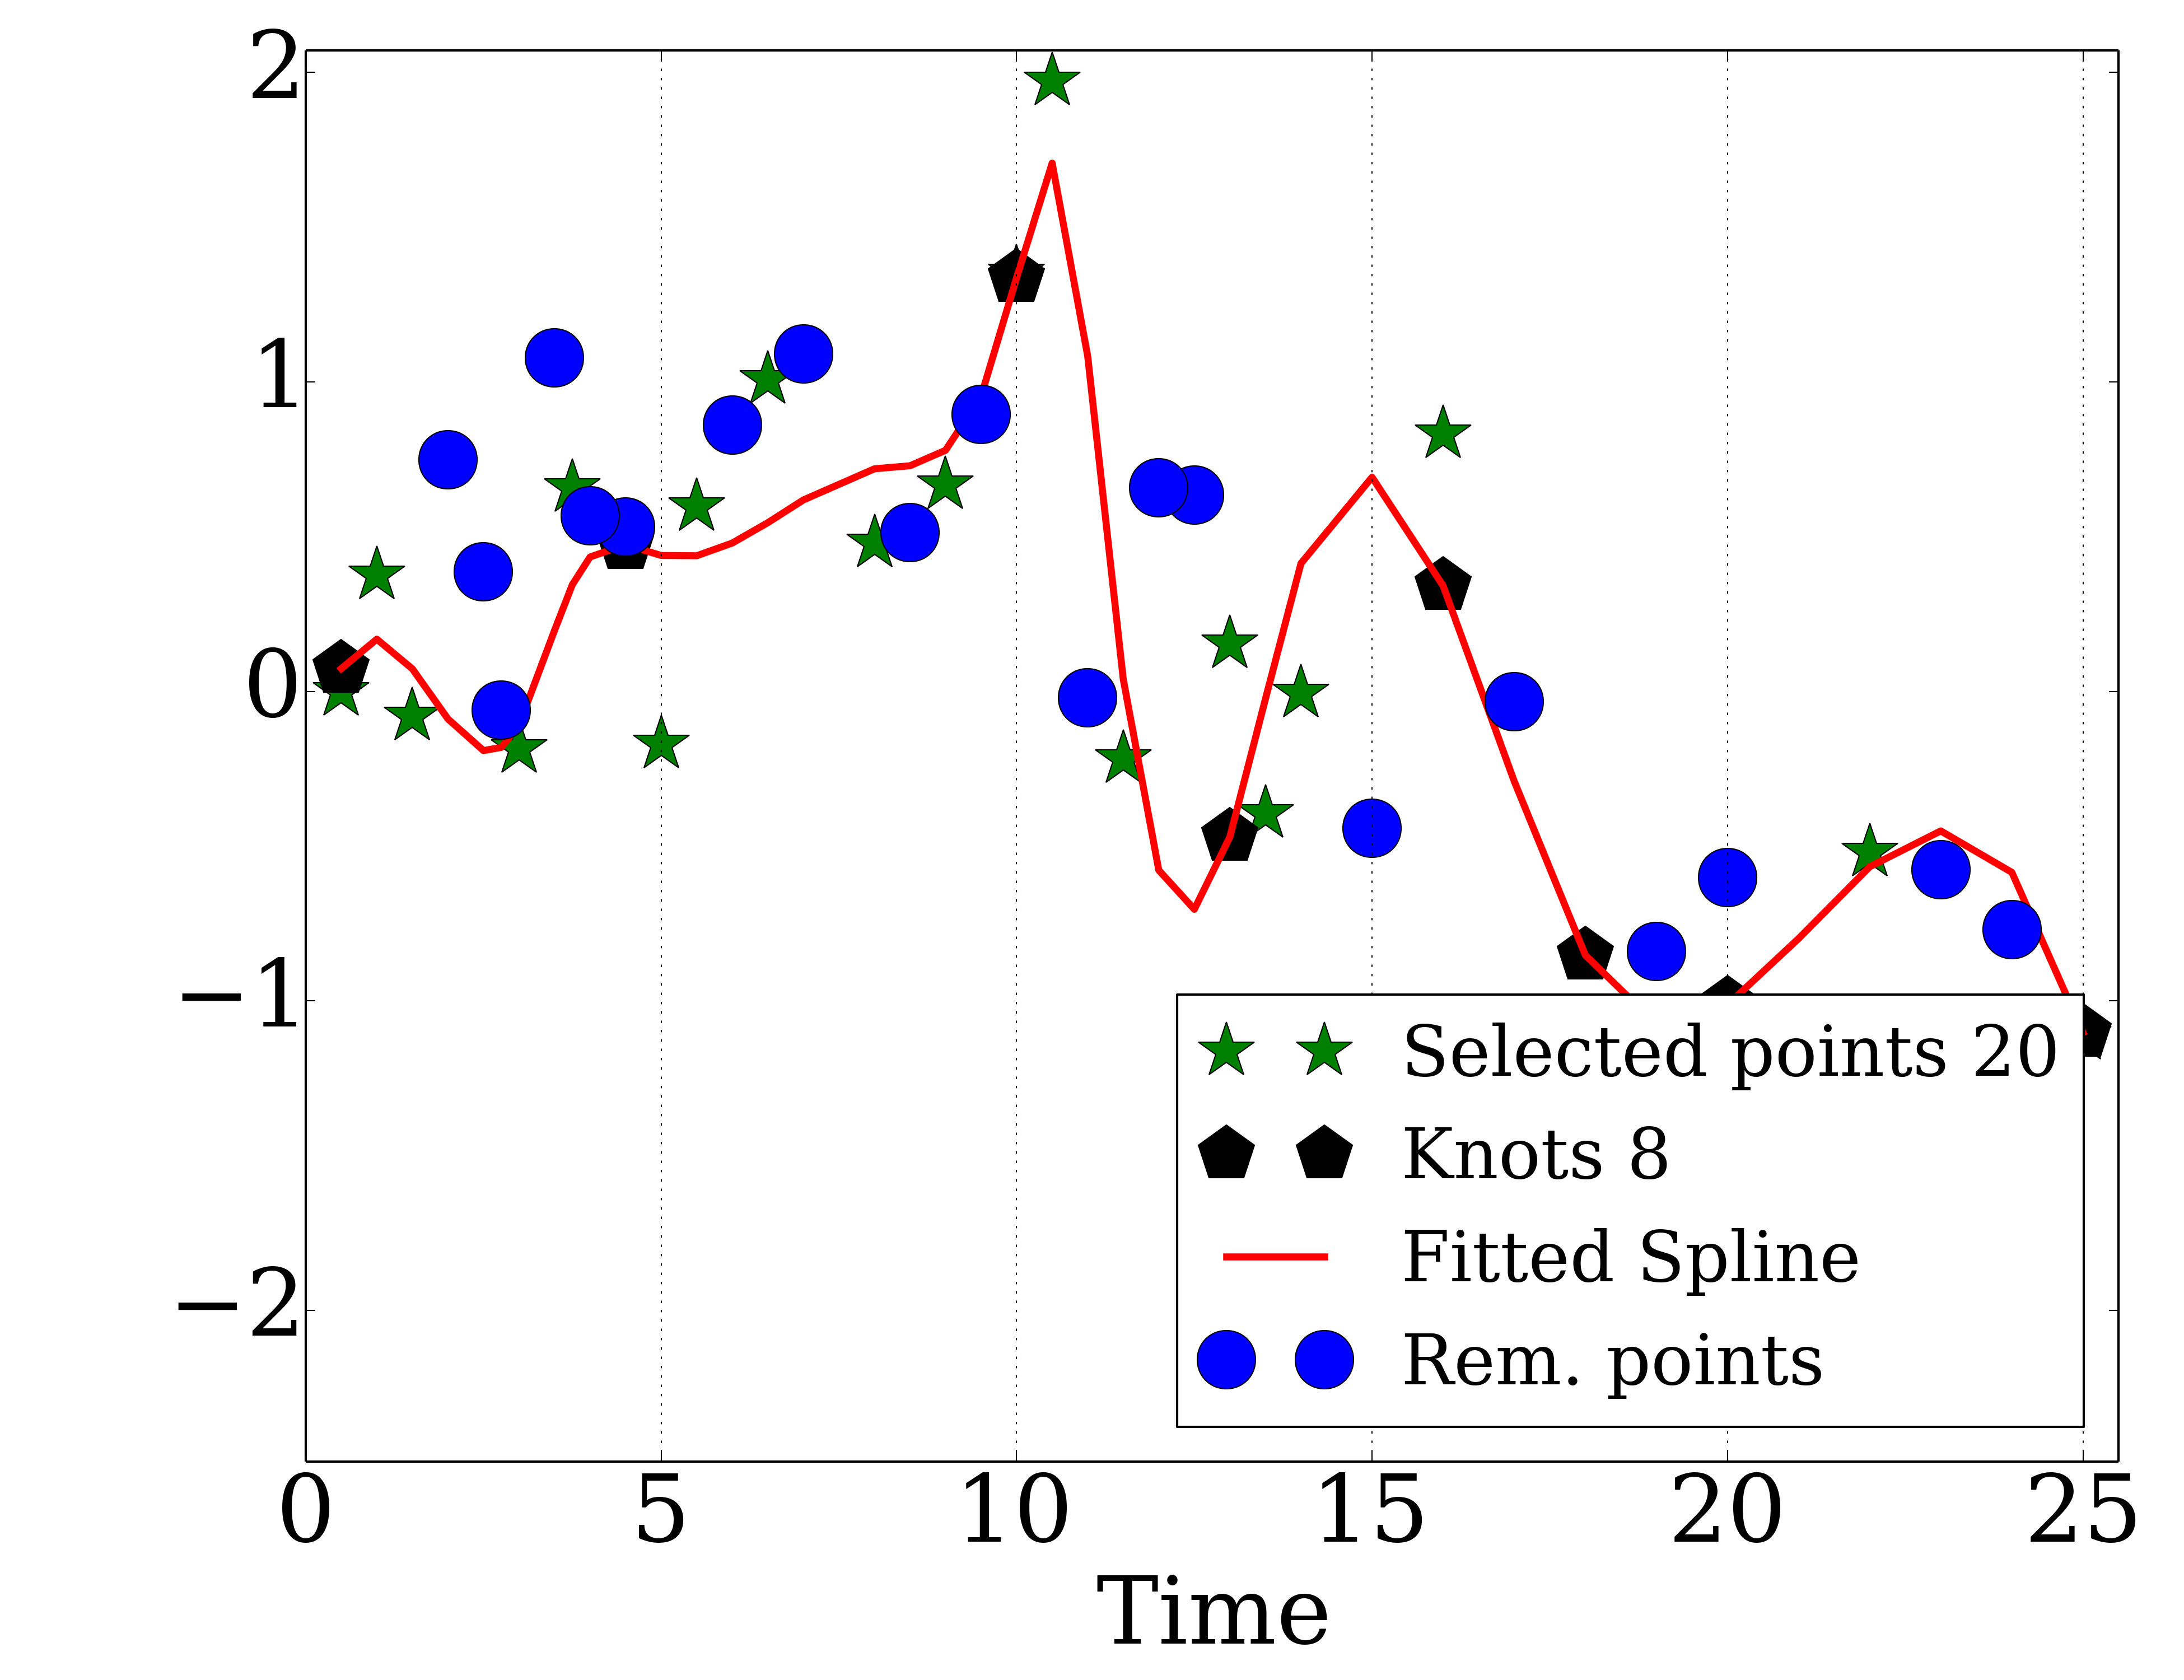 2
1
0
−1
−2
Selected points 20
Knots 8
Fitted Spline
Rem. points
0 5 10 15 20 25
Time